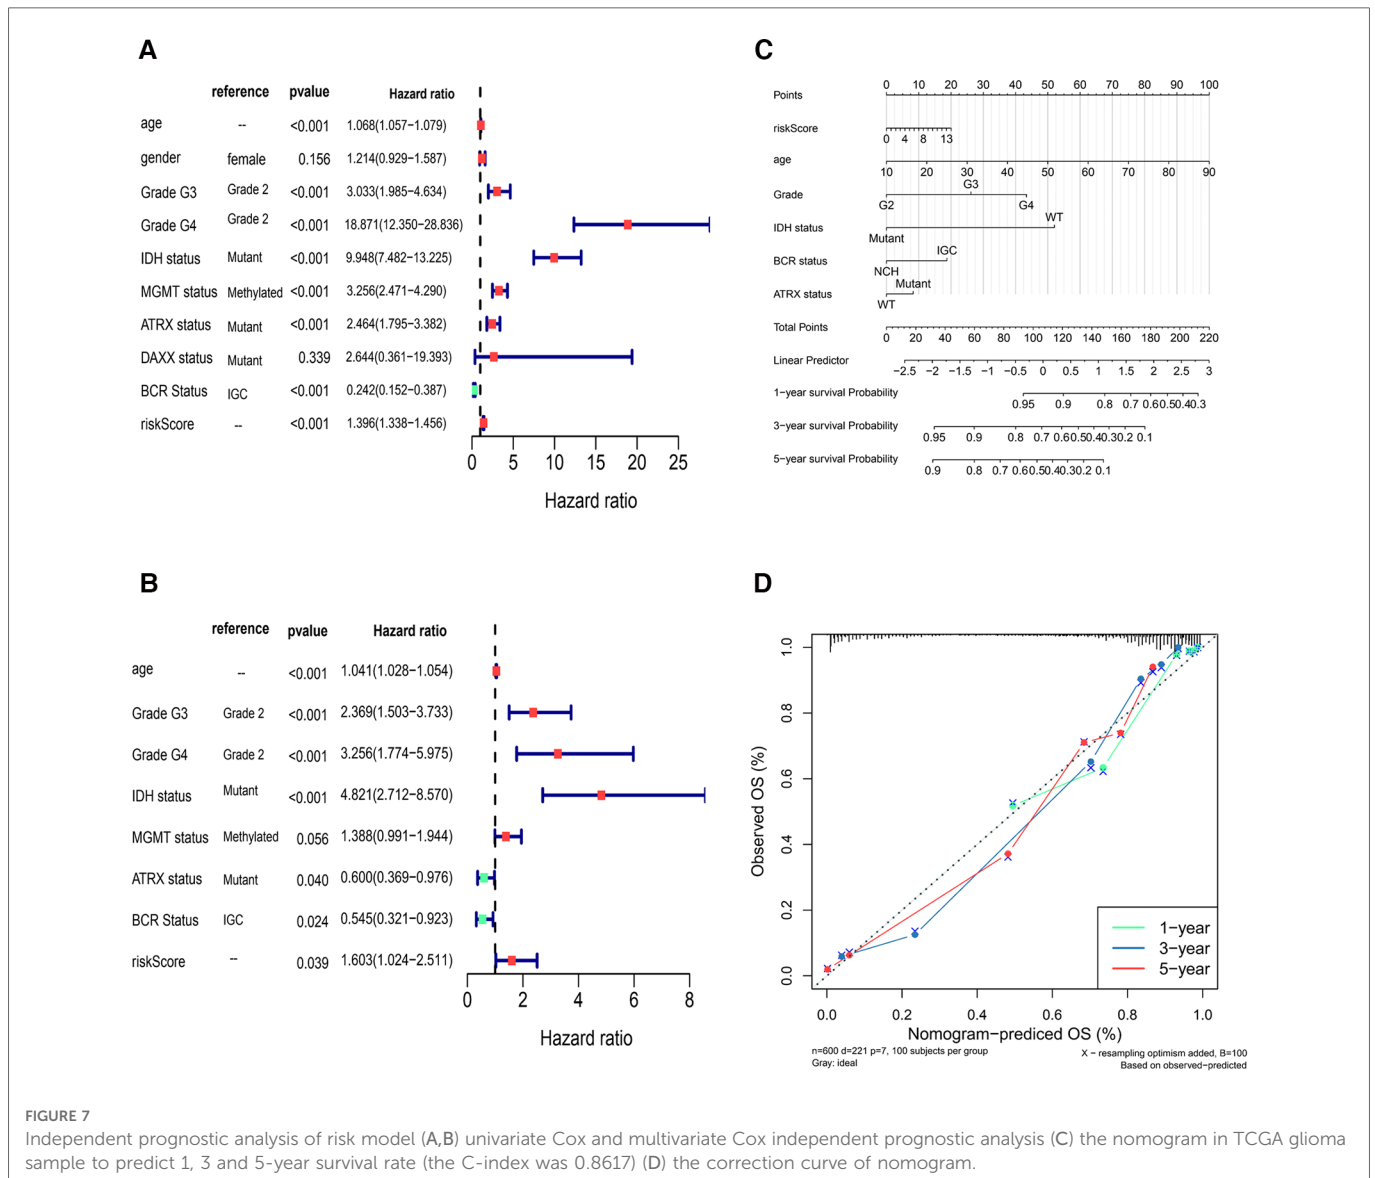 A
reference pvalue Hazard ratio
age -- <0.001 1.068(1.057−1.079)
gender female 0.156 1.214(0.929−1.587)
Grade G3 Grade 2 <0.001 3.033(1.985−4.634)
Grade G4 Grade 2 <0.001 18.871(12.350−28.836)
IDH status Mutant <0.001 9.948(7.482−13.225)
MGMT status Methylated <0.001 3.256(2.471−4.290)
ATRX status Mutant <0.001 2.464(1.795−3.382)
DAXX status Mutant 0.339 2.644(0.361−19.393)
BCR Status IGC <0.001 0.242(0.152−0.387)
riskScore -- <0.001 1.396(1.338−1.456)
0 5 10 15 20 25
Hazard ratio
C
Points 0 10 20 30 40 50 60 70 80 90 100
riskScore
0 4 8 13
age
10 20 30 40 50 60 70 80 90
G3
Grade
G2 G4
WT
IDH status
Mutant
IGC
BCR status
NCH
Mutant
ATRX status
WT
Total Points
0 20 40 60 80 100 120 140 160 180 200 220
Linear Predictor
−2.5 −2 −1.5 −1 −0.5 0 0.5 1 1.5 2 2.5 3
1−year survival Probability
0.95 0.9 0.8 0.7 0.60.50.40.3
3−year survival Probability
0.95 0.9 0.8 0.7 0.60.50.40.30.2 0.1
5−year survival Probability
0.9 0.8 0.7 0.60.50.40.30.2 0.1
B
reference pvalue Hazard ratio
age -- <0.001 1.041(1.028−1.054)
Grade G3 Grade 2 <0.001 2.369(1.503−3.733)
Grade G4 Grade 2 <0.001 3.256(1.774−5.975)
IDH status Mutant <0.001 4.821(2.712−8.570)
MGMT status Methylated 0.056 1.388(0.991−1.944)
ATRX status Mutant 0.040 0.600(0.369−0.976)
BCR Status IGC 0.024 0.545(0.321−0.923)
riskScore -- 0.039 1.603(1.024−2.511)
0 2 4 6 8
Hazard ratio
D
Observed OS (%)
1.0
0.8
0.6
0.4
0.2
0.0
1−year
3−year
5−year
0.0 0.2 0.4 0.6 0.8 1.0
Nomogram−prediced OS (%)
n=600 d=221 p=7, 100 subjects per group
Gray: ideal
X − resampling optimism added, B=100
Based on observed−predicted
FIGURE 7
Independent prognostic analysis of risk model (A,B) univariate Cox and multivariate Cox independent prognostic analysis (C) the nomogram in TCGA glioma
sample to predict 1, 3 and 5-year survival rate (the C-index was 0.8617) (D) the correction curve of nomogram.